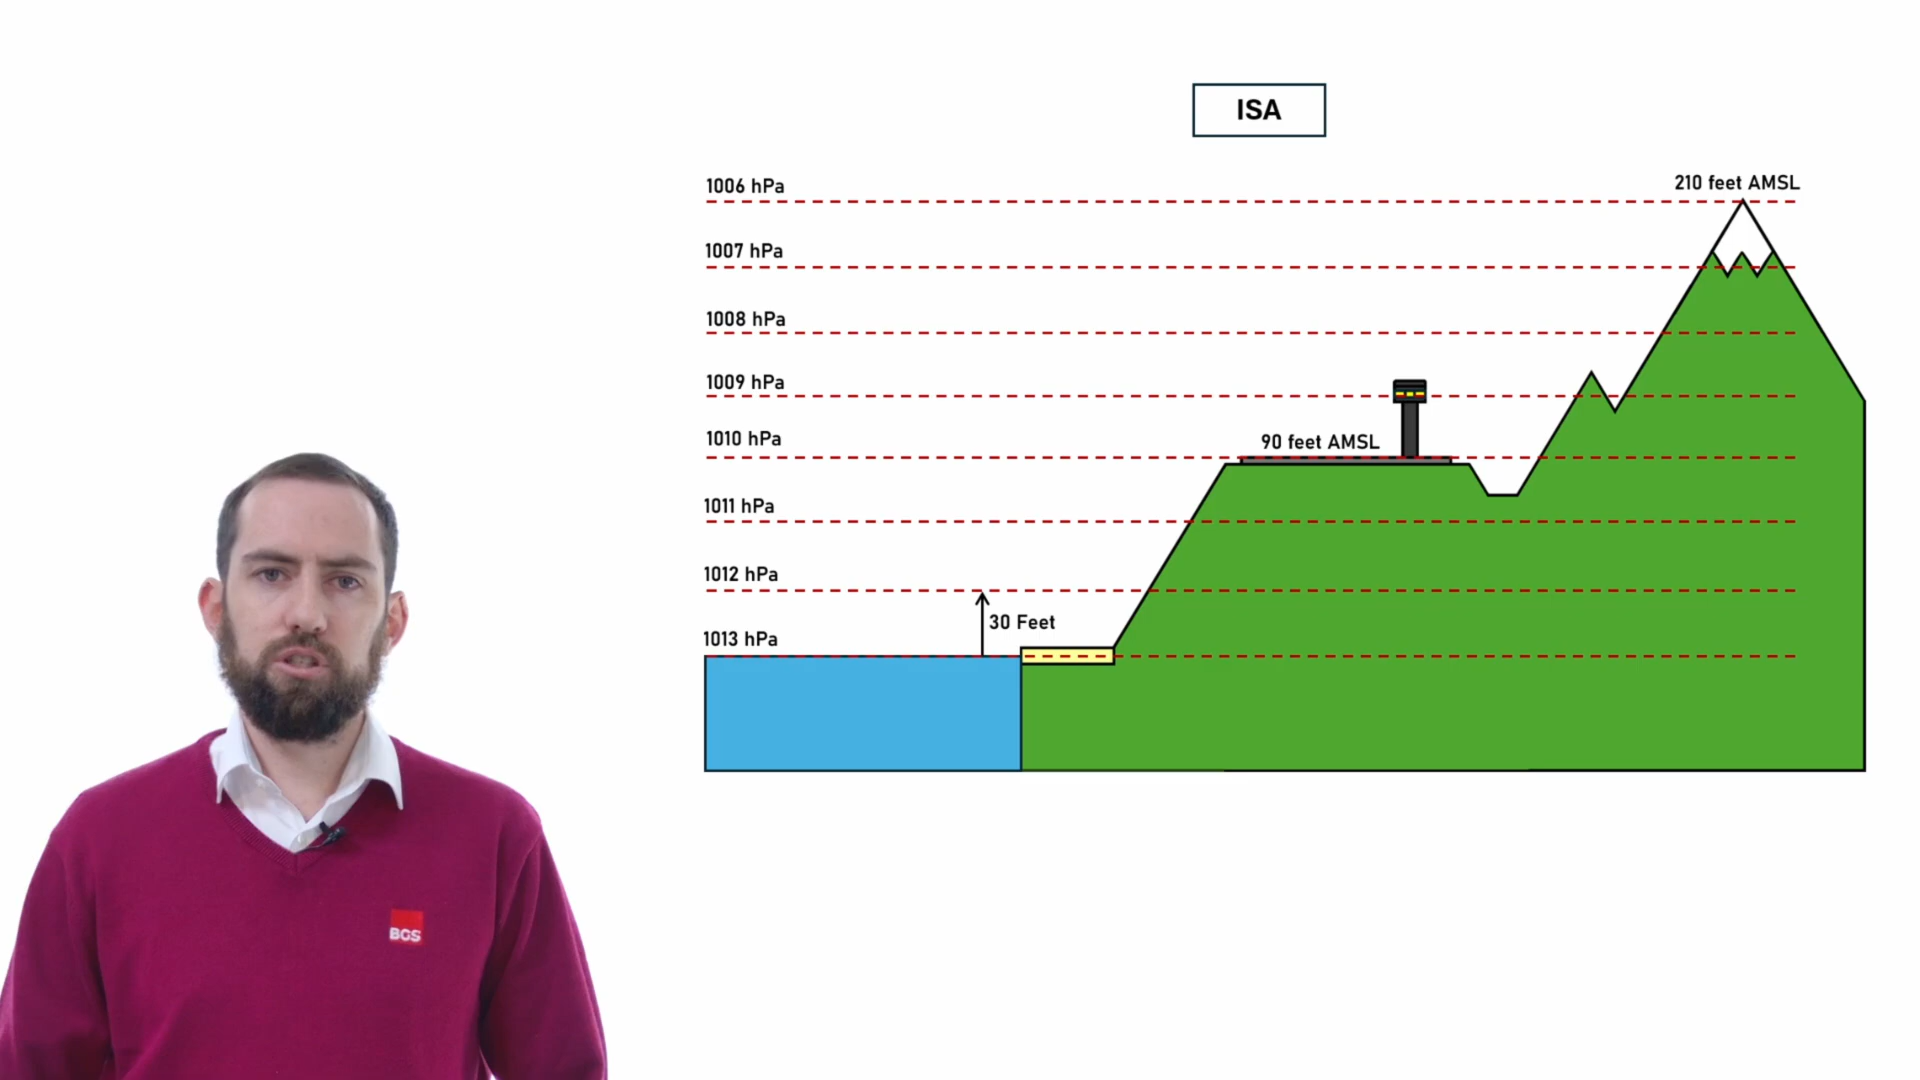 ISA
1006 hPa
210 feet AMSL
1007 hPa
1008 hPa
1009 hPa
1010 hPa
90 feet AMSL
1011 hPa
1012 hPa
30 Feet
1013 hPa
BGS